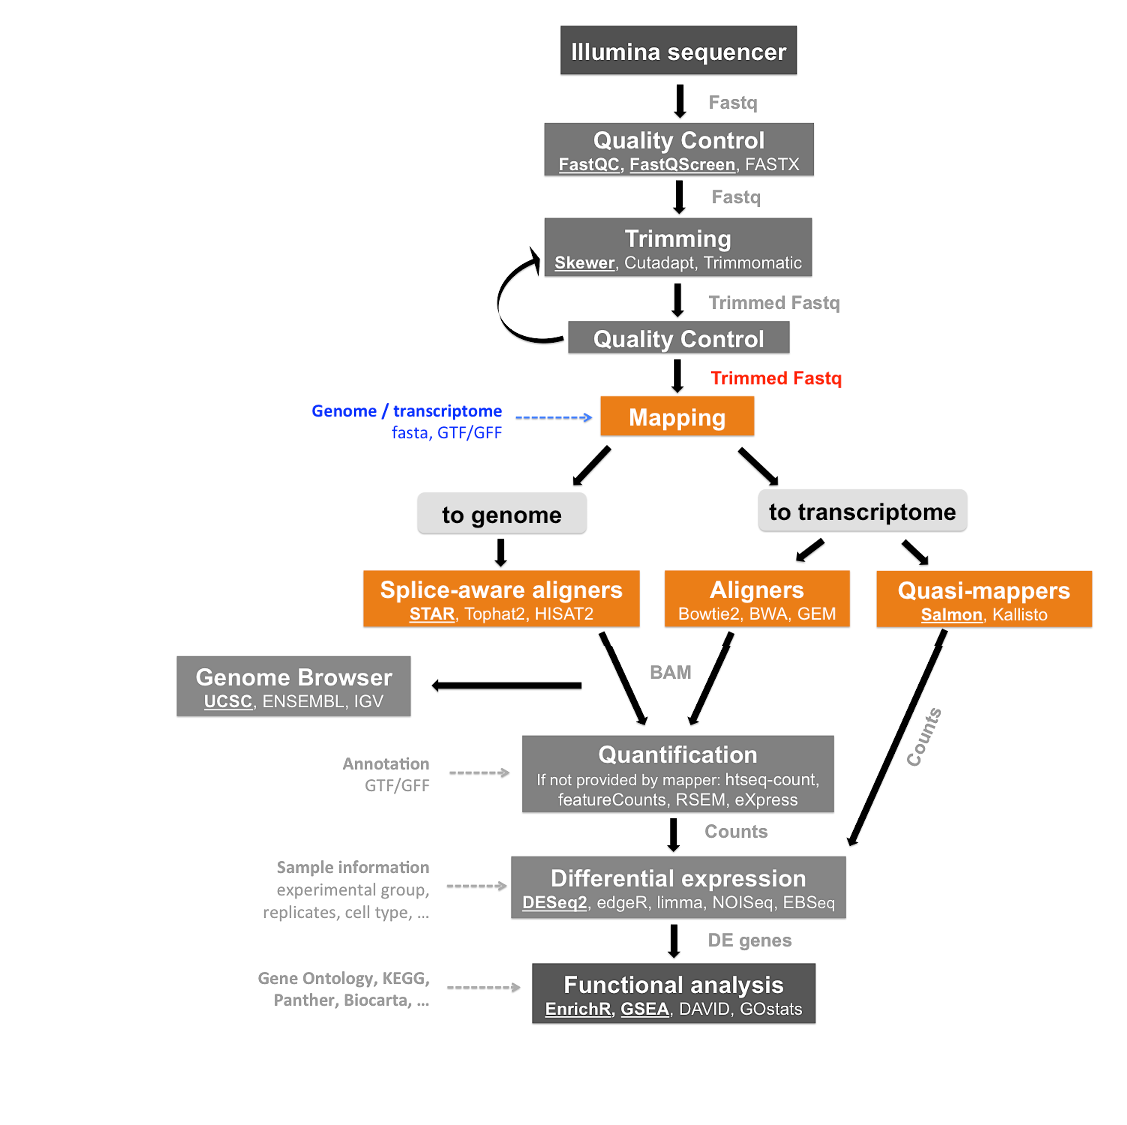 Illumina sequencer
Fastq
Quality Control
FastQC, FastQScreen, FASTX
Fastq
Trimming
Skewer, Cutadapt, Trimmomatic
Trimmed Fastq
Quality Control
Trimmed Fastq
Genome / transcriptome
fasta, GTF/GFF
Mapping
to genome
to transcriptome
Splice-aware aligners
STAR, Tophat2, HISAT2
Aligners
Bowtie2, BWA, GEM
Quasi-mappers
Salmon, Kallisto
BAM
Genome Browser
UCSC, ENSEMBL, IGV
Counts
Annotation
GTF/GFF
Quantification
If not provided by mapper: htseq-count,
featureCounts, RSEM, eXpress
Counts
Sample information
experimental group,
replicates, cell type, ...
Differential expression
DESeq2, edgeR, limma, NOISeq, EBSeq
DE genes
Gene Ontology, KEGG,
Panther, Biocarta, ...
Functional analysis
EnrichR, GSEA, DAVID, GOstats